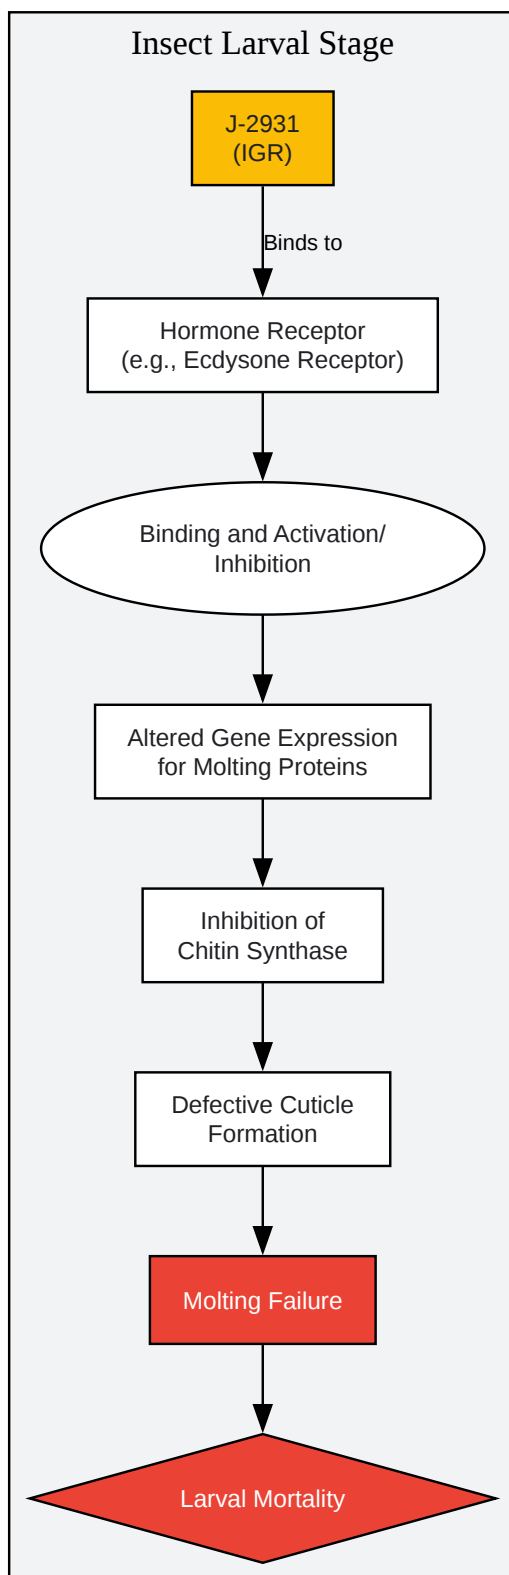 Insect Larval Stage
J-2931
(IGR)
Binds to
Hormone Receptor
(e.g., Ecdysone Receptor)
Binding and Activation/
Inhibition
Altered Gene Expression
for Molting Proteins
Inhibition of
Chitin Synthase
Defective Cuticle
Formation
Molting Failure
Larval Mortality